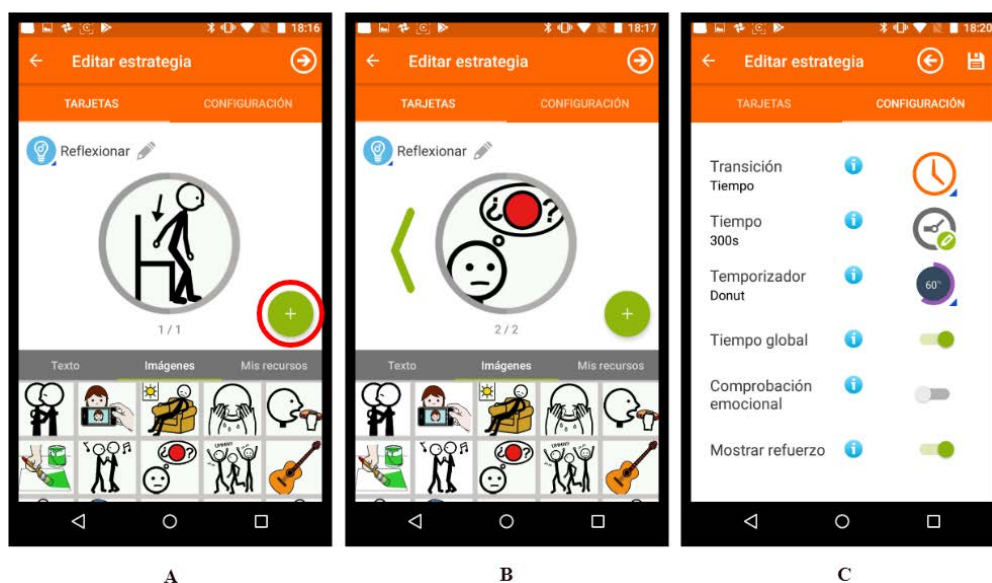 18:16
Editar estrategia
TARJETAS CONFIGURACIÓN
Reflexionar
1 / 1
+
Texto Imágenes Mis recursos
18:17
Editar estrategia
TARJETAS CONFIGURACIÓN
Reflexionar
¿ ?
2 / 2
+
Texto Imágenes Mis recursos
¿ ?
18:20
Editar estrategia
TARJETAS CONFIGURACIÓN
Transición
Tiempo
Tiempo
300s
Temporizador
Donut
60
Tiempo global
Comprobación
emocional
Mostrar refuerzo
A B C